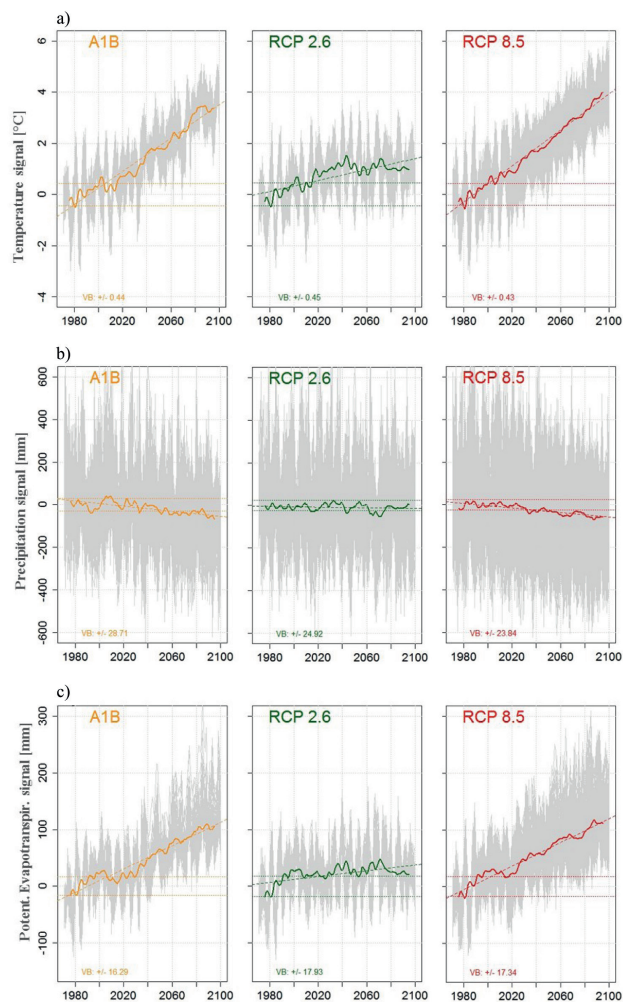 a)
A1B
RCP 2.6
RCP 8.5
Temperature signal [°C]
6
4
2
0
-2
-4
VB: +/- 0.44
VB: +/- 0.45
VB: +/- 0.43
1980 2020 2060 2100
1980 2020 2060 2100
1980 2020 2060 2100
b)
A1B
RCP 2.6
RCP 8.5
Precipitation signal [mm]
600
400
200
0
-200
-400
-600
VB: +/- 28.71
VB: +/- 24.92
VB: +/- 23.84
1980 2020 2060 2100
1980 2020 2060 2100
1980 2020 2060 2100
c)
A1B
RCP 2.6
RCP 8.5
Potent. Evapotranspir. signal [mm]
300
200
100
0
-100
VB: +/- 16.29
VB: +/- 17.93
VB: +/- 17.34
1980 2020 2060 2100
1980 2020 2060 2100
1980 2020 2060 2100